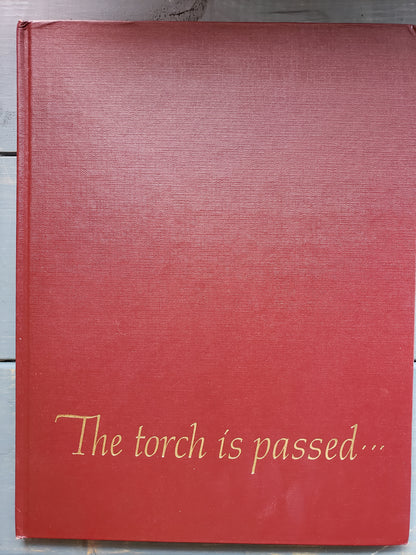 The torch is passed...